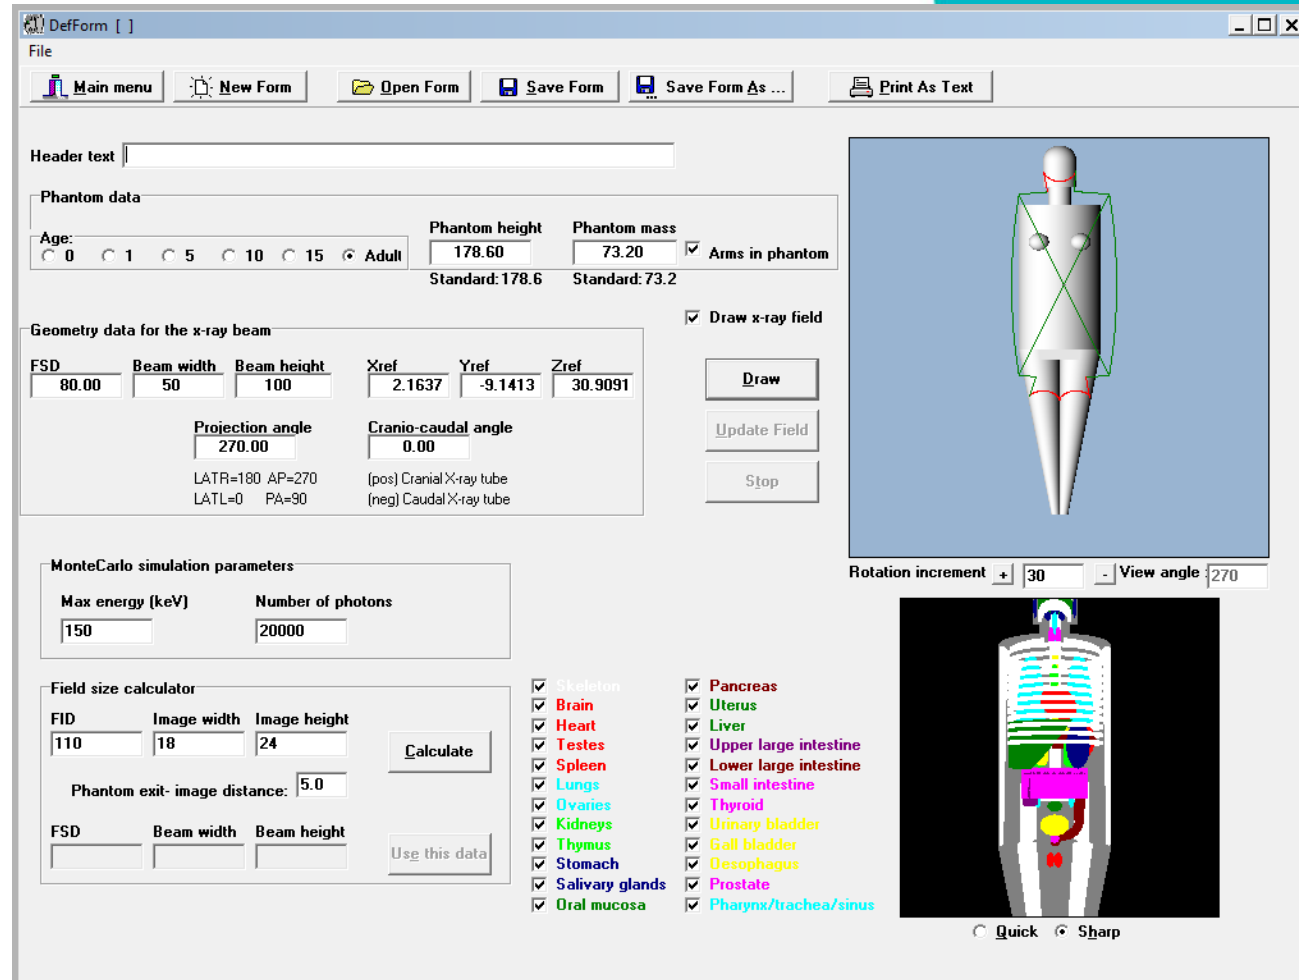 DefForm [ ]
File
Main menu New Form Open Form Save Form Save Form As ... Print As Text
Header text
Phantom data
Age:
0 1 5 10 15 Adult
Phantom height Phantom mass
178.60 73.20 Arms in phantom
Standard: 178.6 Standard: 73.2
Draw x-ray field
Geometry data for the x-ray beam
FSD Beam width Beam height Xref Yref Zref
80.00 50 100 2.1637 -9.1413 30.9091
Draw
Projection angle Cranio-caudal angle
270.00 0.00
Update Field
LATR=180 AP=270 (pos) Cranial X-ray tube
LATL=0 PA=90 (neg) Caudal X-ray tube
Stop
Rotation increment + 30 - View angle : 270
MonteCarlo simulation parameters
Max energy (keV) Number of photons
150 20000
Field size calculator
FID Image width Image height
110 18 24
Calculate
Phantom exit- image distance: 5.0
FSD Beam width Beam height
Use this data
Skeleton
Brain
Heart
Testes
Spleen
Lungs
Ovaries
Kidneys
Thymus
Stomach
Salivary glands
Oral mucosa
Pancreas
Uterus
Liver
Upper large intestine
Lower large intestine
Small intestine
Thyroid
Urinary bladder
Gall bladder
Oesophagus
Prostate
Pharynx/trachea/sinus
Quick Sharp